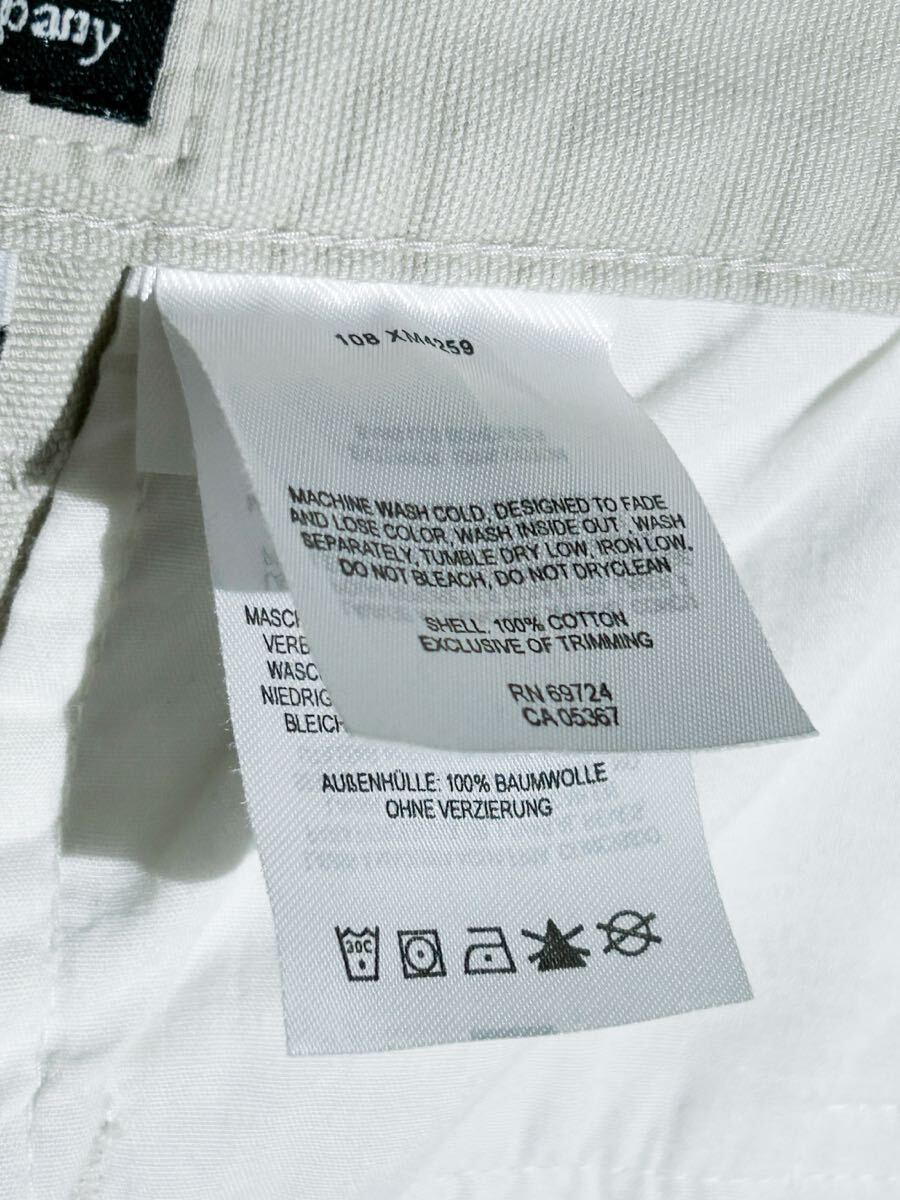 pany
10B XM4259
MACHINE WASH COLD, DESIGNED TO FADE
AND LOSE COLOR, WASH INSIDE OUT , WASH
SEPARATELY, TUMBLE DRY LOW, IRON LOW,
DO NOT BLEACH, DO NOT DRYCLEAN
SHELL. 100% COTTON
EXCLUSIVE OF TRIMMING
RN 69724
CA 05367
MASCH
VERB
WASC
NIEDRIG
BLEICH
AUßENHÜLLE: 100% BAUMWOLLE
OHNE VERZIERUNG
30C